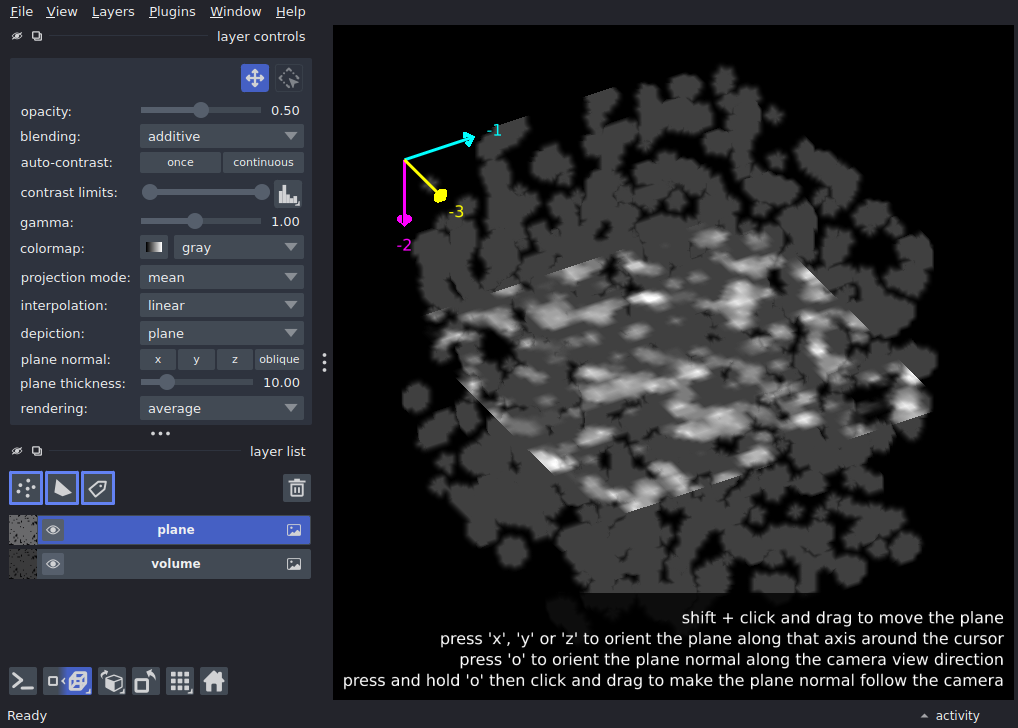 File View Layers Plugins Window Help
layer controls
opacity: 0.50
blending: additive
auto-contrast: once continuous
contrast limits:
gamma: 1.00
colormap: gray
projection mode: mean
interpolation: linear
depiction: plane
plane normal: x y z oblique
plane thickness: 10.00
rendering: average
layer list
plane
volume
-1
-3
-2
shift + click and drag to move the plane
press 'x', 'y' or 'z' to orient the plane along that axis around the cursor
press 'o' to orient the plane normal along the camera view direction
press and hold 'o' then click and drag to make the plane normal follow the camera
Ready activity